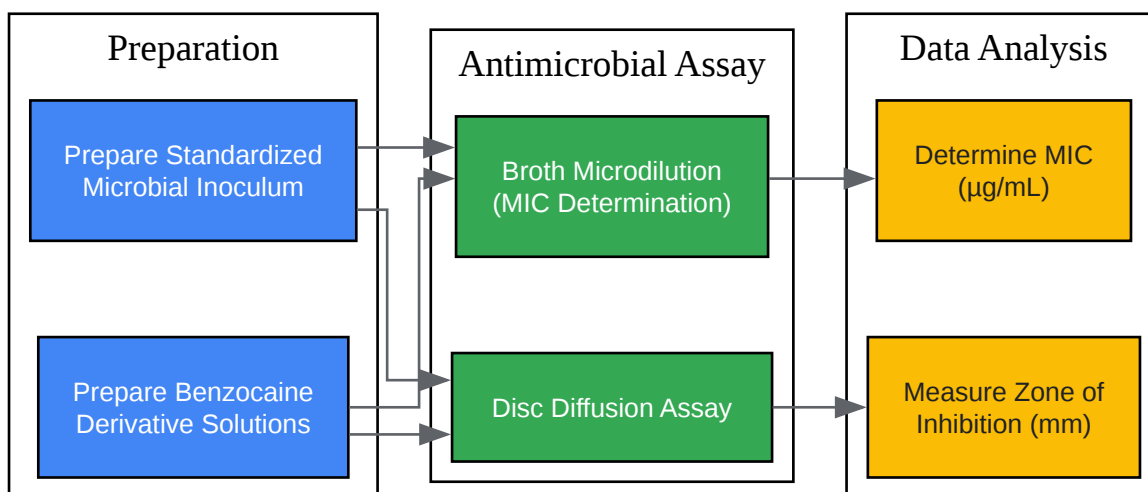 Preparation
Prepare Standardized
Microbial Inoculum
Prepare Benzocaine
Derivative Solutions
Antimicrobial Assay
Broth Microdilution
(MIC Determination)
Disc Diffusion Assay
Data Analysis
Determine MIC
(µg/mL)
Measure Zone of
Inhibition (mm)